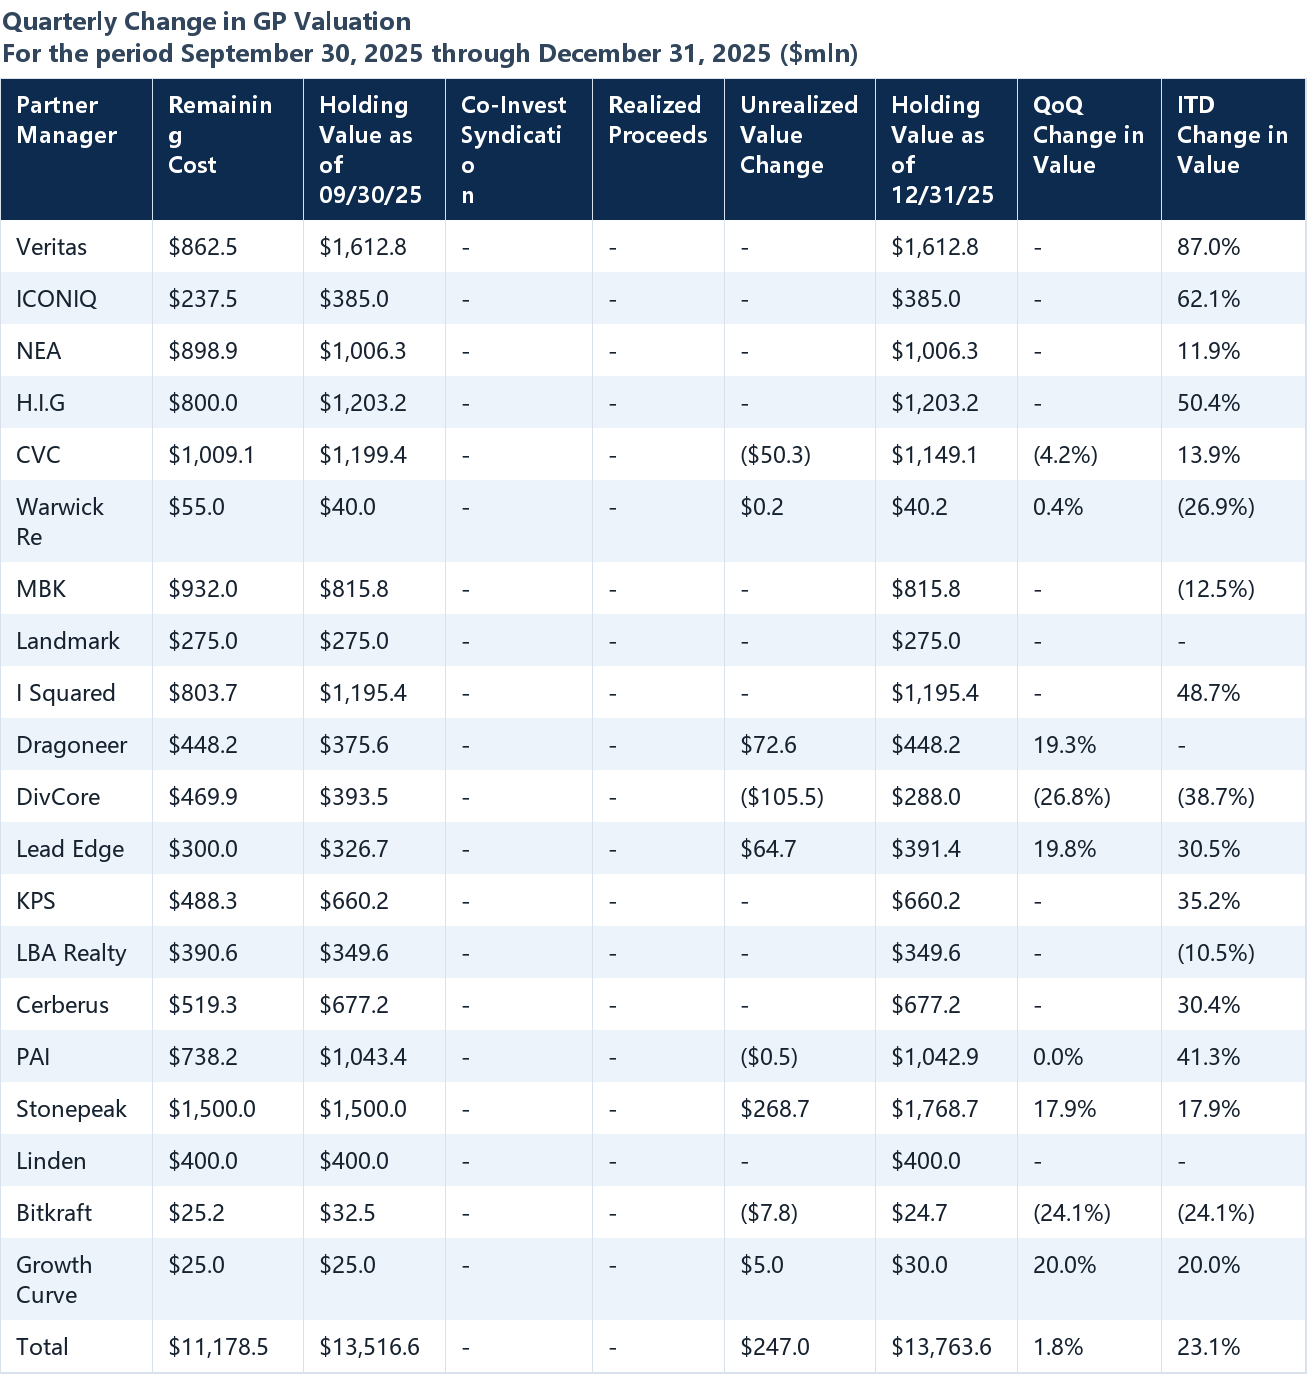 Quarterly Change in GP Valuation
For the period September 30, 2025 through December 31, 2025 ($mln)
Partner Manager | Remainin g Cost | Holding Value as of 09/30/25 | Co-Invest Syndicati o n | Realized Proceeds | Unrealized Value Change | Holding Value as of 12/31/25 | QoQ Change in Value | ITD Change in Value
Veritas | $862.5 | $1,612.8 | - | - | - | $1,612.8 | - | 87.0%
ICONIQ | $237.5 | $385.0 | - | - | - | $385.0 | - | 62.1%
NEA | $898.9 | $1,006.3 | - | - | - | $1,006.3 | - | 11.9%
H.I.G | $800.0 | $1,203.2 | - | - | - | $1,203.2 | - | 50.4%
CVC | $1,009.1 | $1,199.4 | - | - | ($50.3) | $1,149.1 | (4.2%) | 13.9%
Warwick Re | $55.0 | $40.0 | - | - | $0.2 | $40.2 | 0.4% | (26.9%)
MBK | $932.0 | $815.8 | - | - | - | $815.8 | - | (12.5%)
Landmark | $275.0 | $275.0 | - | - | - | $275.0 | - | -
I Squared | $803.7 | $1,195.4 | - | - | - | $1,195.4 | - | 48.7%
Dragoneer | $448.2 | $375.6 | - | - | $72.6 | $448.2 | 19.3% | -
DivCore | $469.9 | $393.5 | - | - | ($105.5) | $288.0 | (26.8%) | (38.7%)
Lead Edge | $300.0 | $326.7 | - | - | $64.7 | $391.4 | 19.8% | 30.5%
KPS | $488.3 | $660.2 | - | - | - | $660.2 | - | 35.2%
LBA Realty | $390.6 | $349.6 | - | - | - | $349.6 | - | (10.5%)
Cerberus | $519.3 | $677.2 | - | - | - | $677.2 | - | 30.4%
PAI | $738.2 | $1,043.4 | - | - | ($0.5) | $1,042.9 | 0.0% | 41.3%
Stonepeak | $1,500.0 | $1,500.0 | - | - | $268.7 | $1,768.7 | 17.9% | 17.9%
Linden | $400.0 | $400.0 | - | - | - | $400.0 | - | -
Bitkraft | $25.2 | $32.5 | - | - | ($7.8) | $24.7 | (24.1%) | (24.1%)
Growth Curve | $25.0 | $25.0 | - | - | $5.0 | $30.0 | 20.0% | 20.0%
Total | $11,178.5 | $13,516.6 | - | - | $247.0 | $13,763.6 | 1.8% | 23.1%